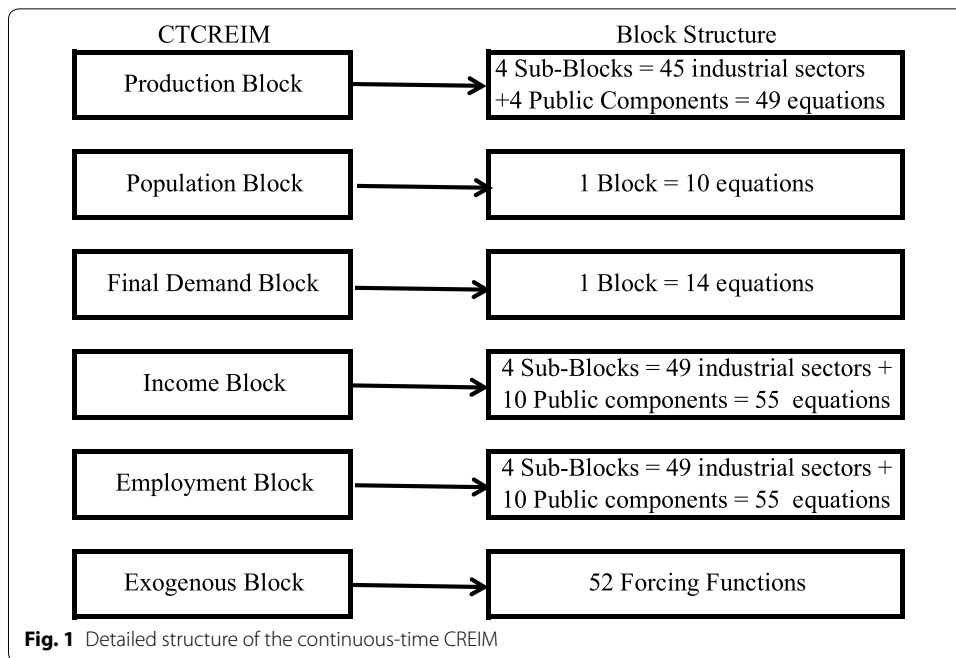 CTCREIM
Block Structure
Production Block
4 Sub-Blocks = 45 industrial sectors
+4 Public Components = 49 equations
Population Block
1 Block = 10 equations
Final Demand Block
1 Block = 14 equations
Income Block
4 Sub-Blocks = 49 industrial sectors +
10 Public components = 55 equations
Employment Block
4 Sub-Blocks = 49 industrial sectors +
10 Public components = 55 equations
Exogenous Block
52 Forcing Functions
Fig. 1 Detailed structure of the continuous-time CREIM